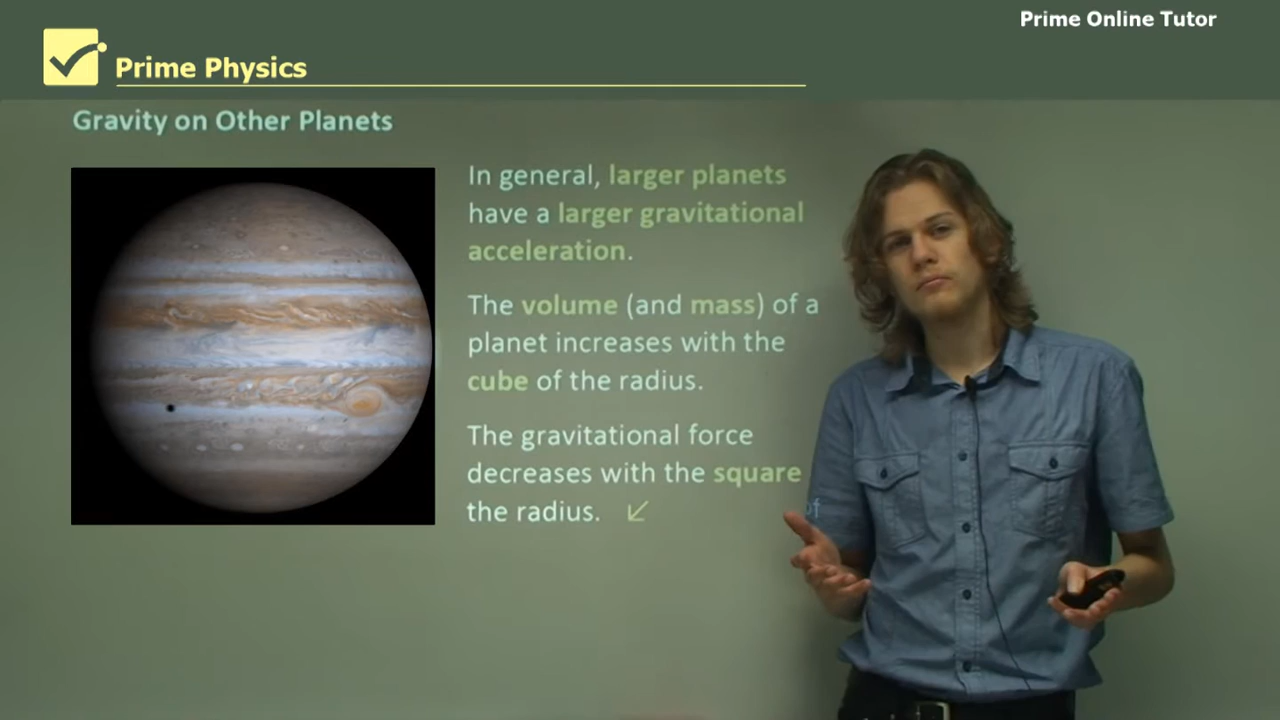 Prime Online Tutor
Prime Physics
Gravity on Other Planets
In general, larger planets
have a larger gravitational
acceleration.
The volume (and mass) of a
planet increases with the
cube of the radius.
The gravitational force
decreases with the square of
the radius. ↙